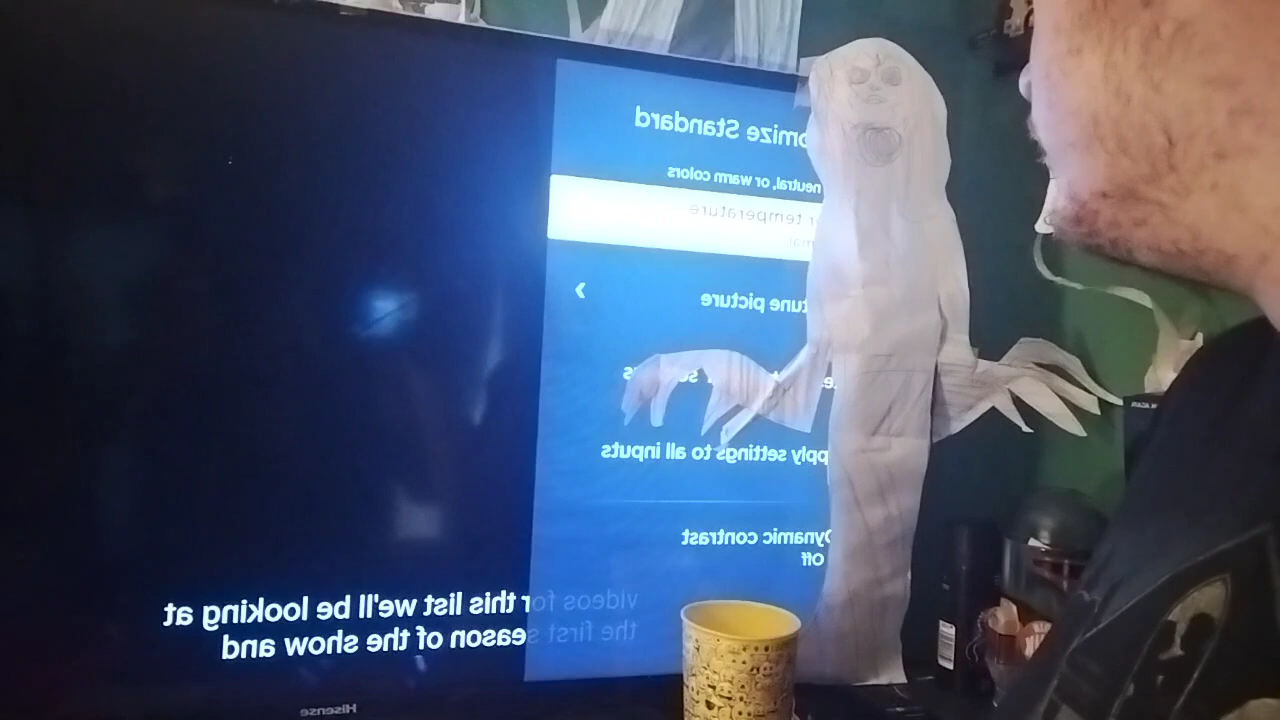 omize Standard
neutral, or warm colors
r temperature
mal
tune picture
pply settings to all inputs
Dynamic contrast
Off
videos for this list we'll be looking at
the first season of the show and
Hisense